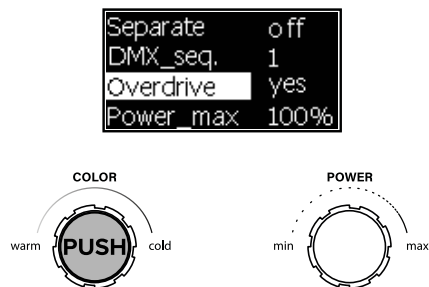 Separate off
DMX_seq. 1
Overdrive yes
Power_max 100%
COLOR POWER
warm PUSH cold min max